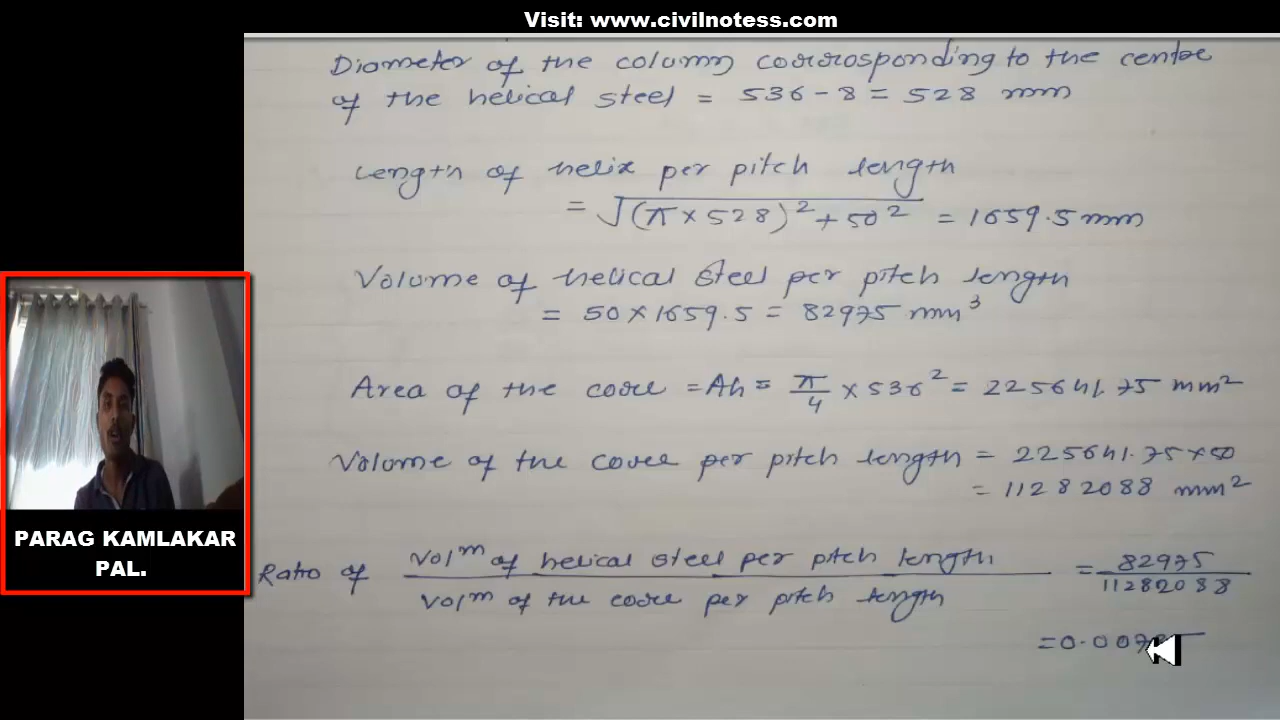 Visit: www.civilnotess.com
Diameter of the column corrosponding to the centre
of the helical steel = 536 - 8 = 528 mm
Length of helix per pitch length
= √(π × 528)² + 50² = 1659.5 mm
Volume of helical steel per pitch length
= 50 × 1659.5 = 82975 mm³
Area of the core = Ah = π/4 × 536² = 225641.75 mm²
Volume of the core per pitch length = 225641.75 × 50
= 11282088 mm²
Ratio of Volᵐ of helical steel per pitch length / Volᵐ of the core per pitch length = 82975 / 11282088
= 0.007
PARAG KAMLAKAR
PAL.